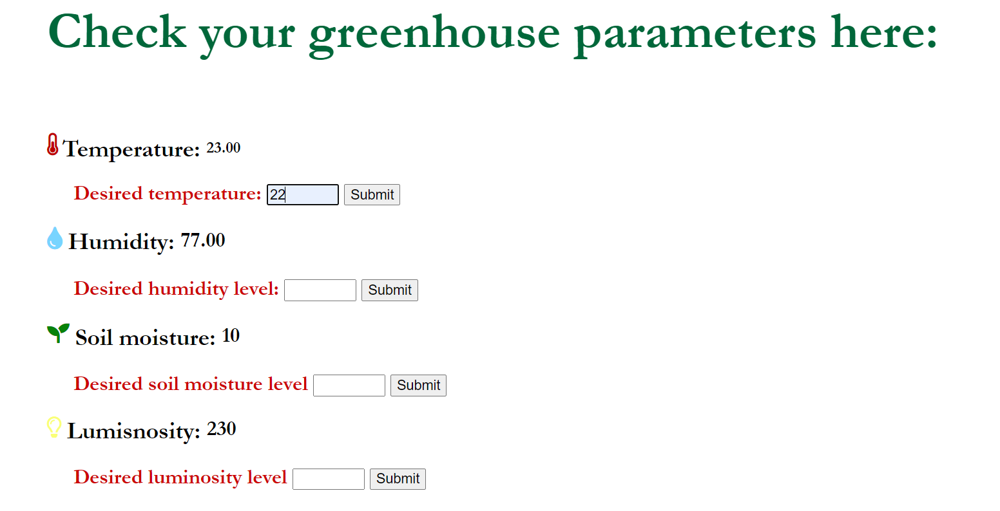 Check your greenhouse parameters here:
Temperature: 23.00
Desired temperature: 22 Submit
Humidity: 77.00
Desired humidity level: Submit
Soil moisture: 10
Desired soil moisture level Submit
Lumisnosity: 230
Desired luminosity level Submit